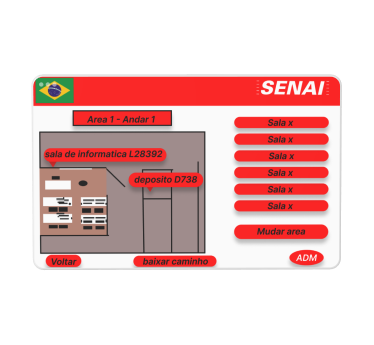 SENAI
Area 1 - Andar 1
Sala x
Sala x
sala de informatica L28392
Sala x
deposito D738
Sala x
Sala x
Sala x
Mudar area
Voltar
baixar caminho
ADM